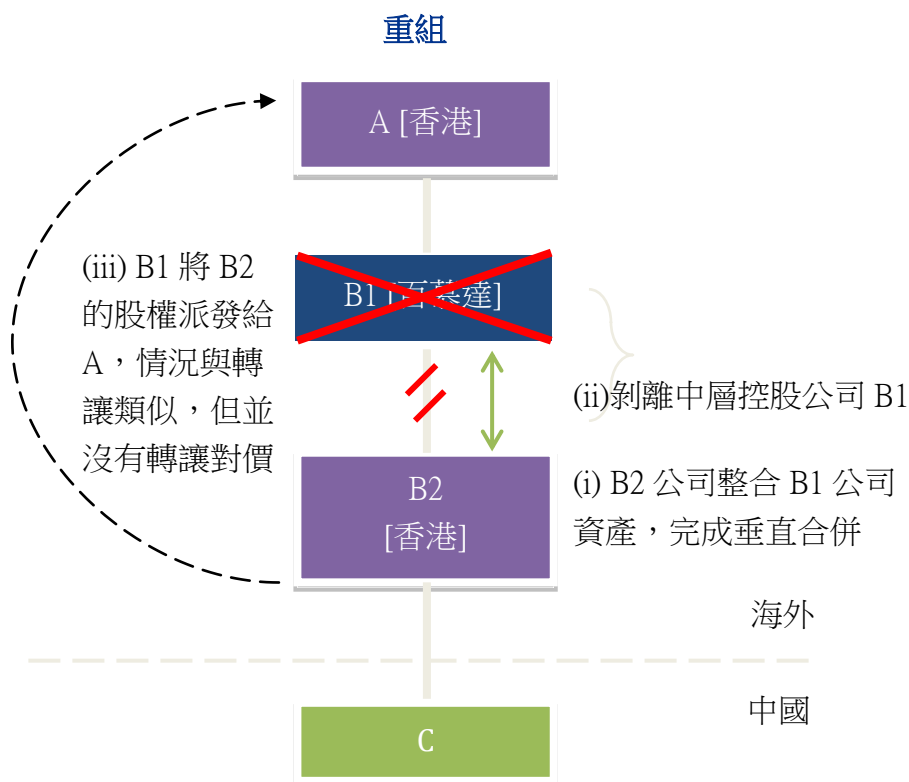 重組
A [香港]
B1 [百慕達]
(iii) B1 將 B2
的股權派發給
A，情況與轉
讓類似，但並
沒有轉讓對價
(ii)剝離中層控股公司 B1
B2
[香港]
(i) B2 公司整合 B1 公司
資產，完成垂直合併
海外
中國
C